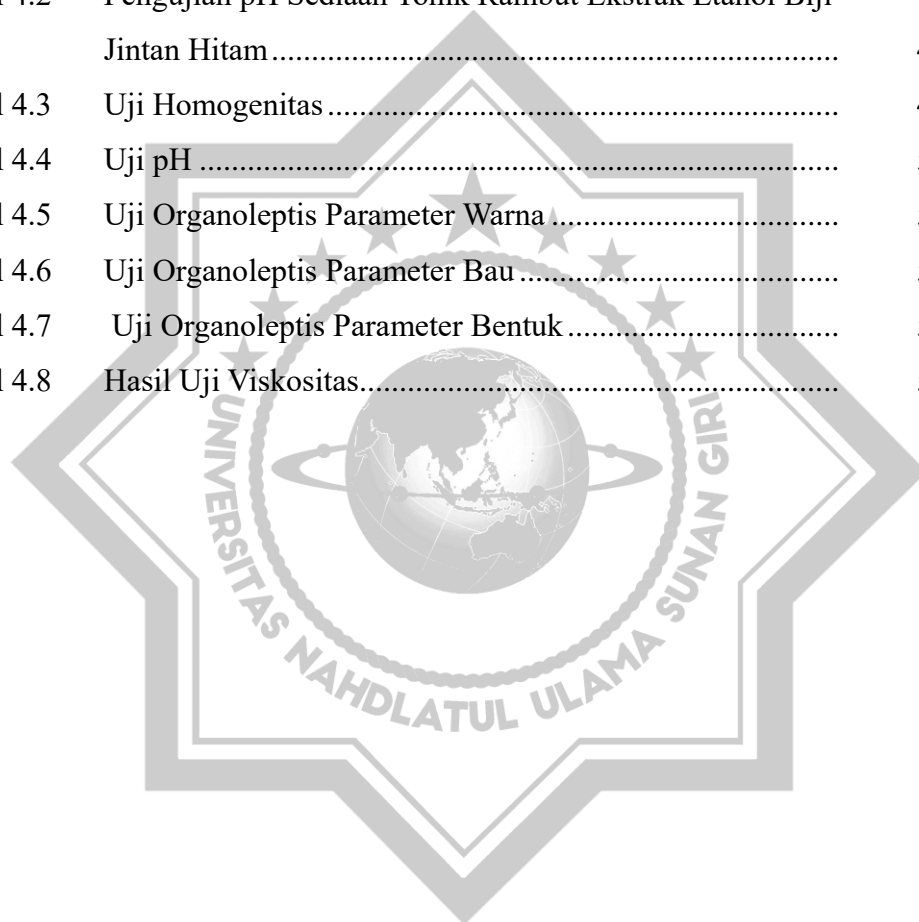 l 4.2 Pengujian pH Sediaan Tonik Rambut Ekstrak Etanol Biji
Jintan Hitam
l 4.3 Uji Homogenitas
l 4.4 Uji pH
l 4.5 Uji Organoleptis Parameter Warna
l 4.6 Uji Organoleptis Parameter Bau
l 4.7 Uji Organoleptis Parameter Bentuk
l 4.8 Hasil Uji Viskositas
UNIVERSITAS NAHDLATUL ULAMA SUNAN GIRI